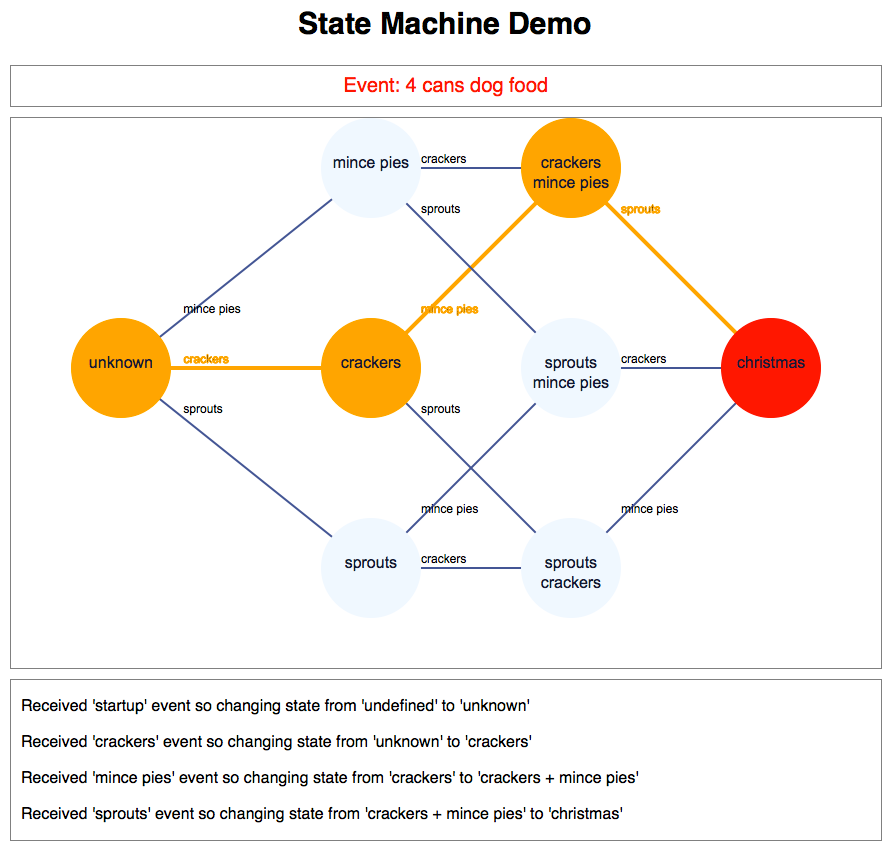 State Machine Demo
Event: 4 cans dog food
mince pies
crackers
crackers
mince pies
sprouts
sprouts
mince pies
mince pies
unknown
crackers
crackers
sprouts
mince pies
crackers
christmas
sprouts
sprouts
mince pies
mince pies
sprouts
crackers
sprouts
crackers
Received 'startup' event so changing state from 'undefined' to 'unknown'
Received 'crackers' event so changing state from 'unknown' to 'crackers'
Received 'mince pies' event so changing state from 'crackers' to 'crackers + mince pies'
Received 'sprouts' event so changing state from 'crackers + mince pies' to 'christmas'